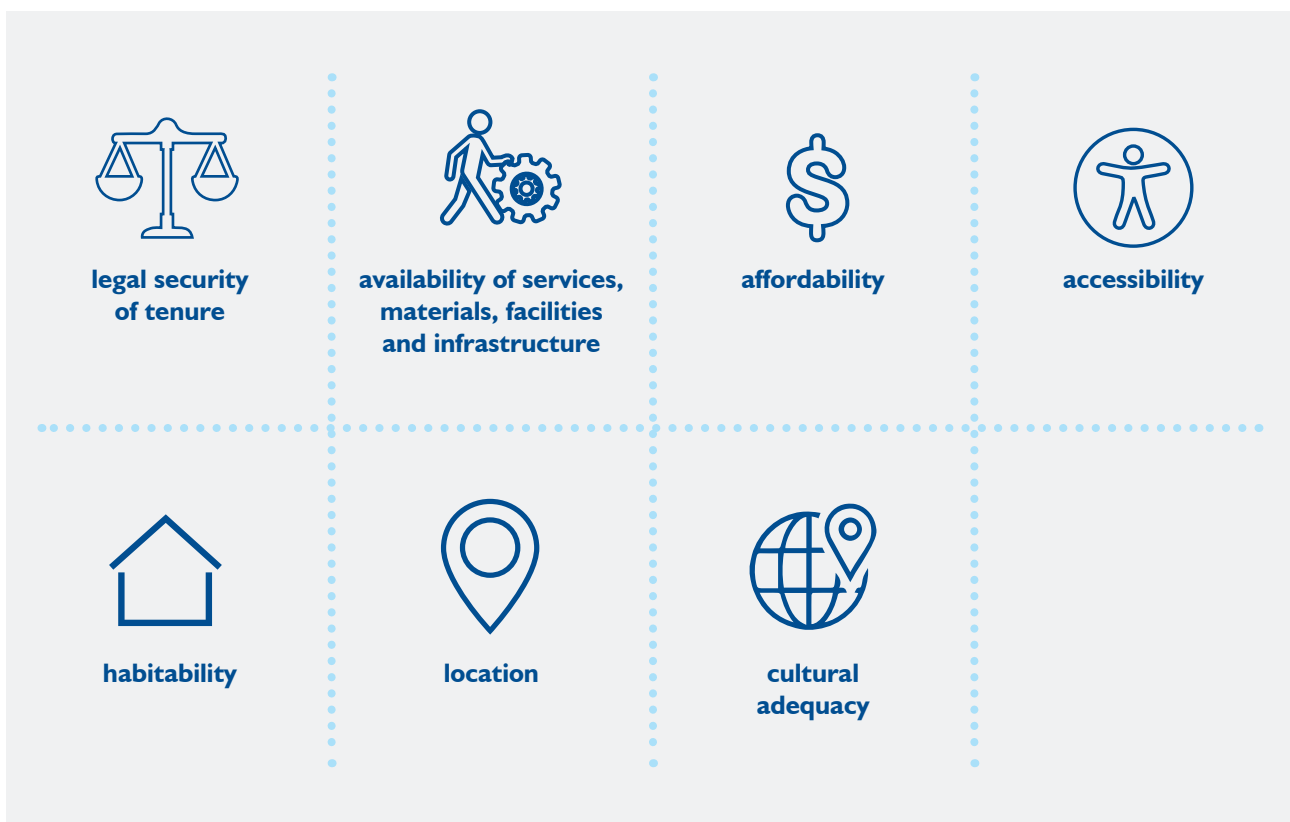 legal security
of tenure
availability of services,
materials, facilities
and infrastructure
affordability
accessibility
habitability
location
cultural
adequacy